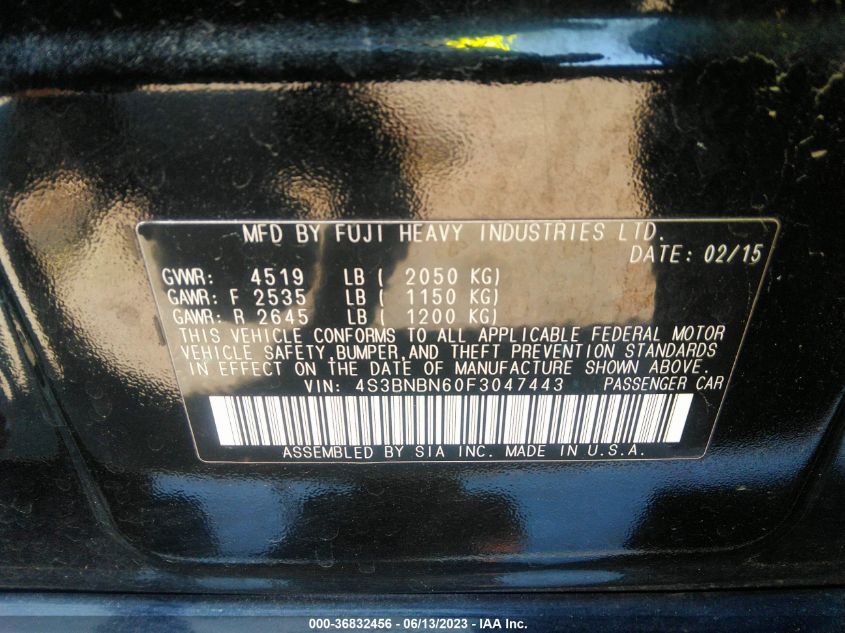 MFD BY FUJI HEAVY INDUSTRIES LTD.
DATE: 02/15
GVWR: 4519 LB ( 2050 KG)
GAWR: F 2535 LB ( 1150 KG)
GAWR: R 2645 LB ( 1200 KG)
THIS VEHICLE CONFORMS TO ALL APPLICABLE FEDERAL MOTOR
VEHICLE SAFETY,BUMPER,AND THEFT PREVENTION STANDARDS
IN EFFECT ON THE DATE OF MANUFACTURE SHOWN ABOVE.
VIN: 4S3BNBN60F3047443 PASSENGER CAR
ASSEMBLED BY SIA INC. MADE IN U.S.A.
000-36832456 - 06/13/2023 - IAA Inc.